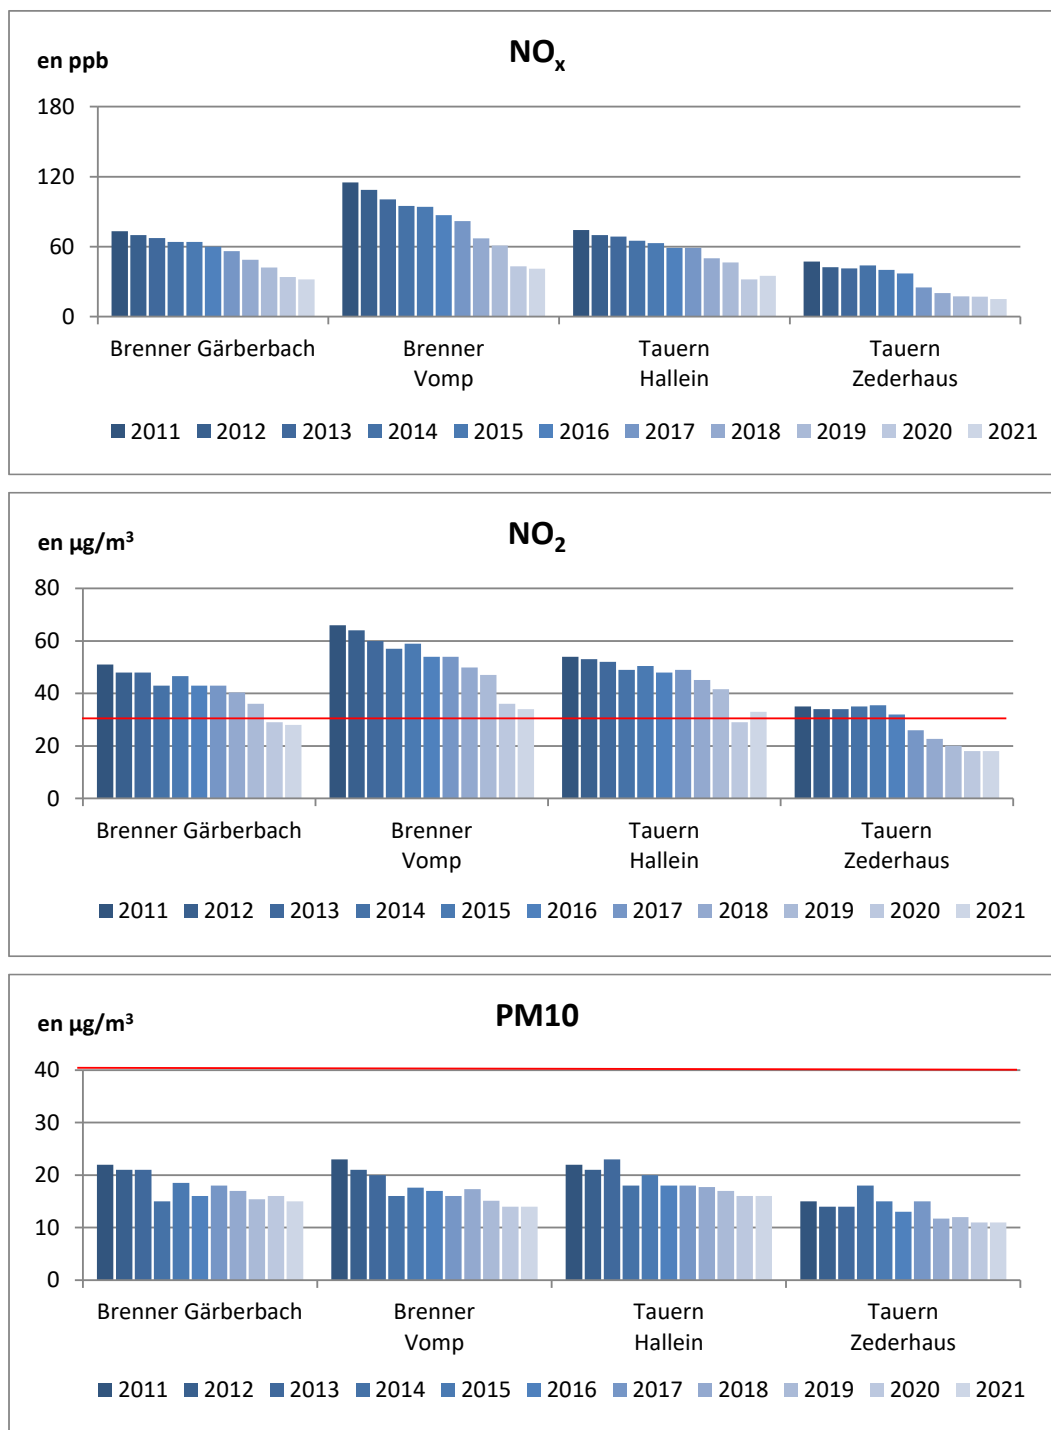 NOx
en ppb
180
120
60
0
Brenner Gärberbach
Brenner
Vomp
Tauern
Hallein
Tauern
Zederhaus
2011 2012 2013 2014 2015 2016 2017 2018 2019 2020 2021
NO2
en µg/m³
80
60
40
20
0
Brenner Gärberbach
Brenner
Vomp
Tauern
Hallein
Tauern
Zederhaus
2011 2012 2013 2014 2015 2016 2017 2018 2019 2020 2021
PM10
en µg/m³
40
30
20
10
0
Brenner Gärberbach
Brenner
Vomp
Tauern
Hallein
Tauern
Zederhaus
2011 2012 2013 2014 2015 2016 2017 2018 2019 2020 2021